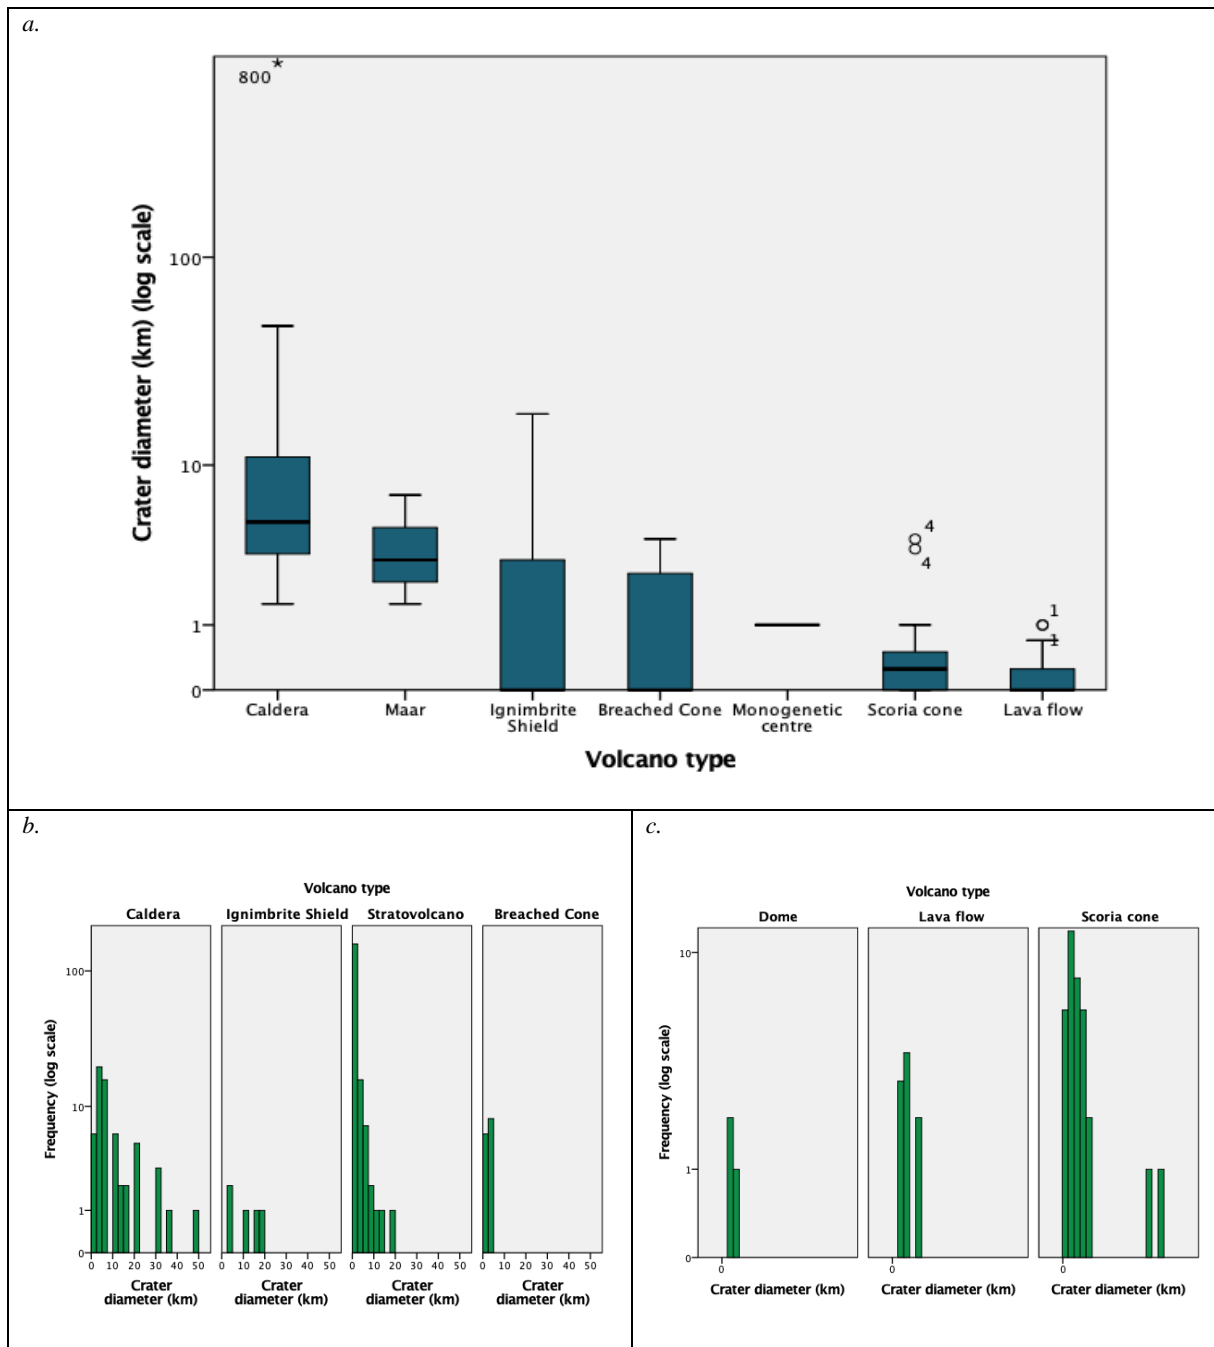 a.
800
*
Crater diameter (km) (log scale)
100
10
1
0
4
4
1
1
Caldera
Maar
Ignimbrite
Shield
Breached Cone
Monogenetic
centre
Scoria cone
Lava flow
Volcano type
b.
Volcano type
Caldera
Ignimbrite Shield
Stratovolcano
Breached Cone
Frequency (log scale)
100
10
1
0
0 10 20 30 40 50
0 10 20 30 40 50
0 10 20 30 40 50
0 10 20 30 40 50
Crater
diameter (km)
Crater
diameter (km)
Crater
diameter (km)
Crater
diameter (km)
c.
Volcano type
Dome
Lava flow
Scoria cone
Frequency (log scale)
10
1
0
0
0
0
Crater diameter (km)
Crater diameter (km)
Crater diameter (km)